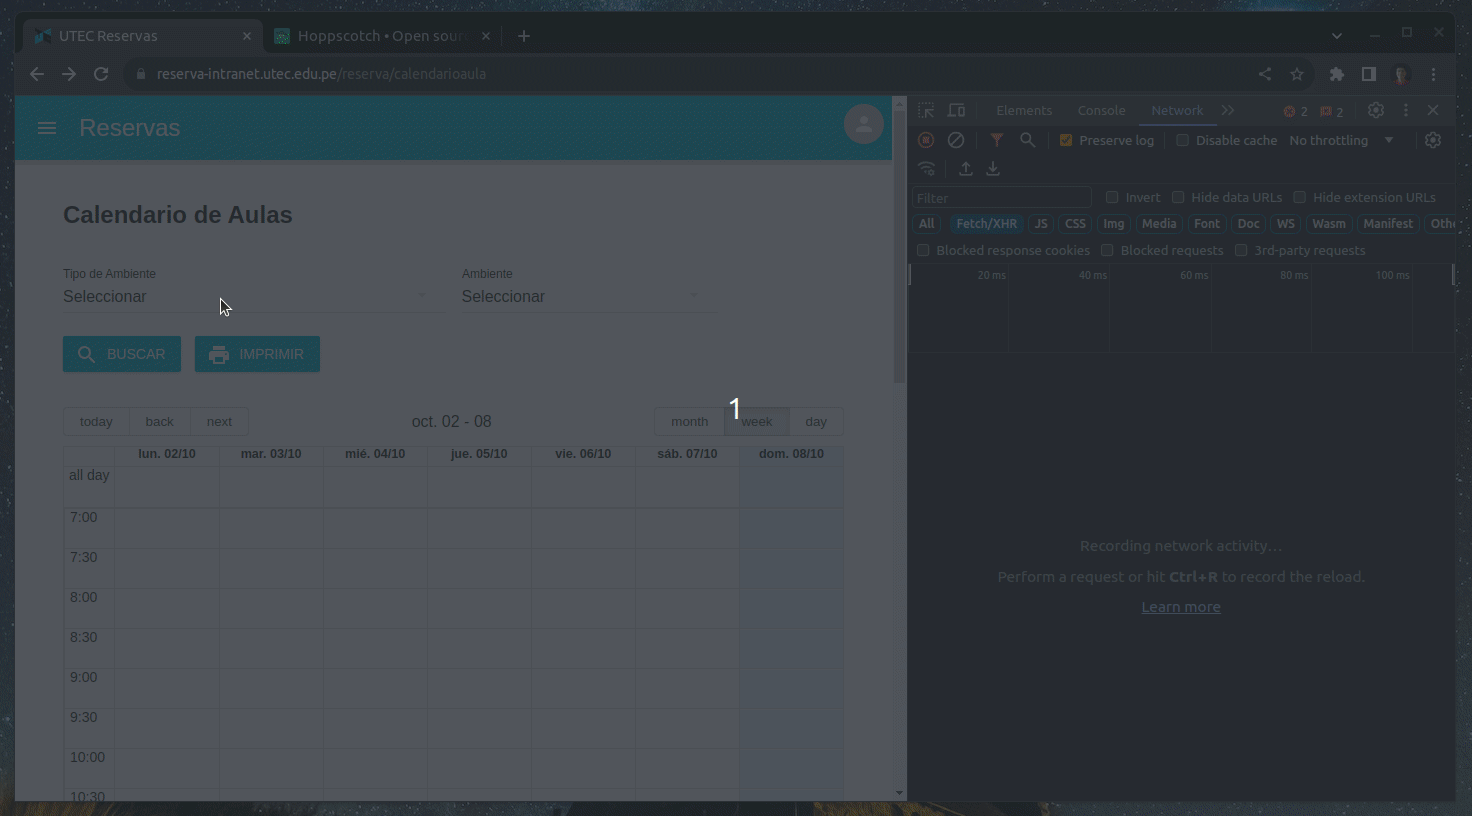 UTEC Reservas
Hoppscotch • Open sour
reserva-intranet.utec.edu.pe/reserva/calendarioaula
Reservas
Calendario de Aulas
Tipo de Ambiente
Ambiente
Seleccionar
Seleccionar
BUSCAR
IMPRIMIR
today
back
next
oct. 02 - 08
month
week
day
1
lun. 02/10
mar. 03/10
mié. 04/10
jue. 05/10
vie. 06/10
sáb. 07/10
dom. 08/10
all day
7:00
7:30
8:00
8:30
9:00
9:30
10:00
10:30
Elements
Console
Network
2
2
Preserve log
Disable cache
No throttling
Filter
Invert
Hide data URLs
Hide extension URLs
All
Fetch/XHR
JS
CSS
Img
Media
Font
Doc
WS
Wasm
Manifest
Othe
Blocked response cookies
Blocked requests
3rd-party requests
20 ms
40 ms
60 ms
80 ms
100 ms
Recording network activity...
Perform a request or hit Ctrl+R to record the reload.
Learn more